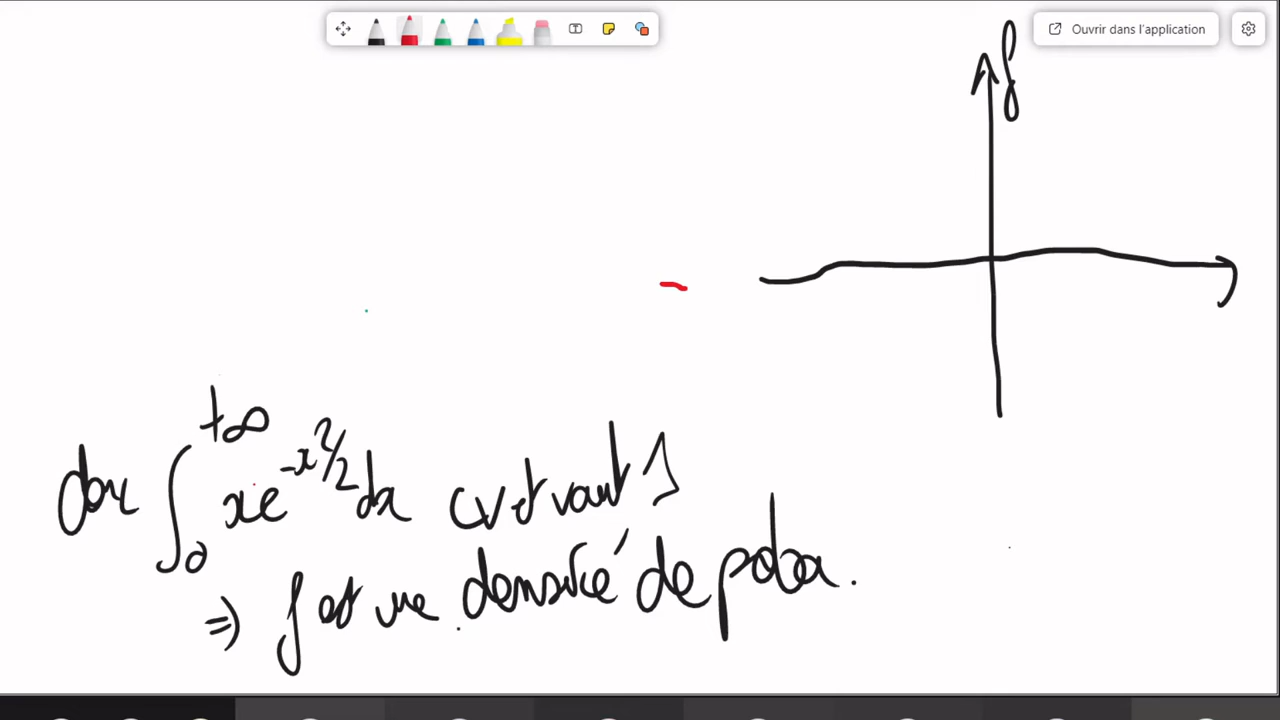 Ouvrir dans l'application
f
donc ∫₀^{+∞} xe^{-x²/2} dx cv et vaut 1
⇒ f est une densité de proba.